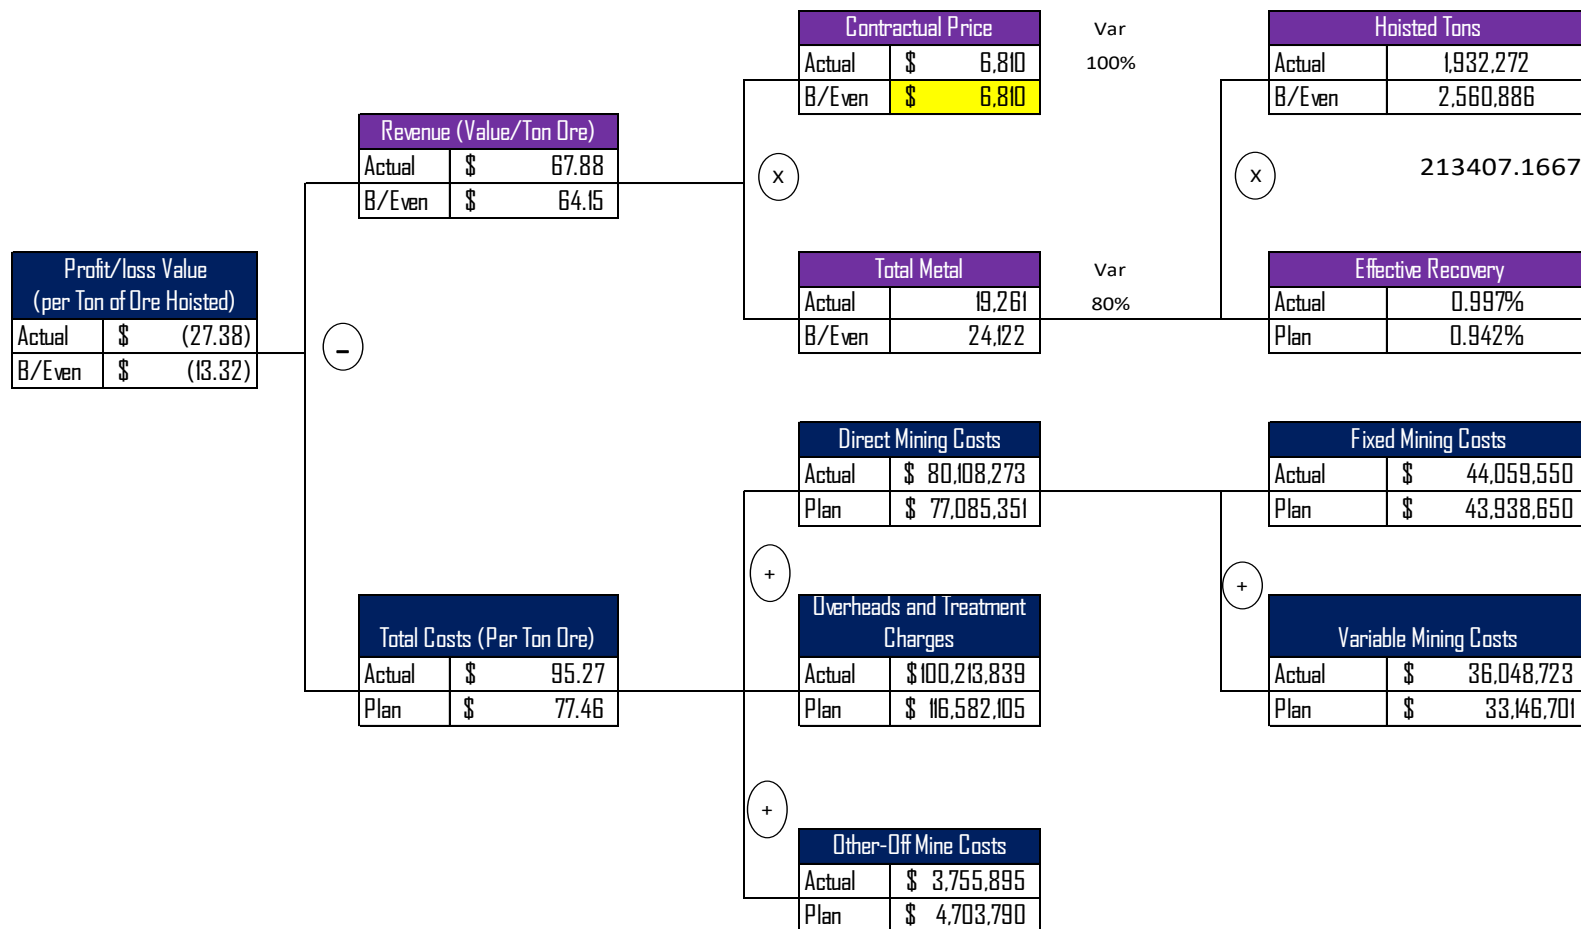 Contractual Price
Actual $ 6,810
B/Even $ 6,810
Var
100%
Hoisted Tons
Actual 1,932,272
B/Even 2,560,886
213407.1667
Revenue (Value/Ton Ore)
Actual $ 67.88
B/Even $ 64.15
X
X
Profit/loss Value
(per Ton of Ore Hoisted)
Actual $ (27.38)
B/Even $ (13.32)
–
Total Metal
Actual 19,261
B/Even 24,122
Var
80%
Effective Recovery
Actual 0.997%
Plan 0.942%
Direct Mining Costs
Actual $ 80,108,273
Plan $ 77,085,351
Fixed Mining Costs
Actual $ 44,059,550
Plan $ 43,938,650
+
+
Total Costs (Per Ton Ore)
Actual $ 95.27
Plan $ 77.46
Overheads and Treatment
Charges
Actual $100,213,839
Plan $ 116,582,105
Variable Mining Costs
Actual $ 36,048,723
Plan $ 33,146,701
+
Other-Off Mine Costs
Actual $ 3,755,895
Plan $ 4,703,790